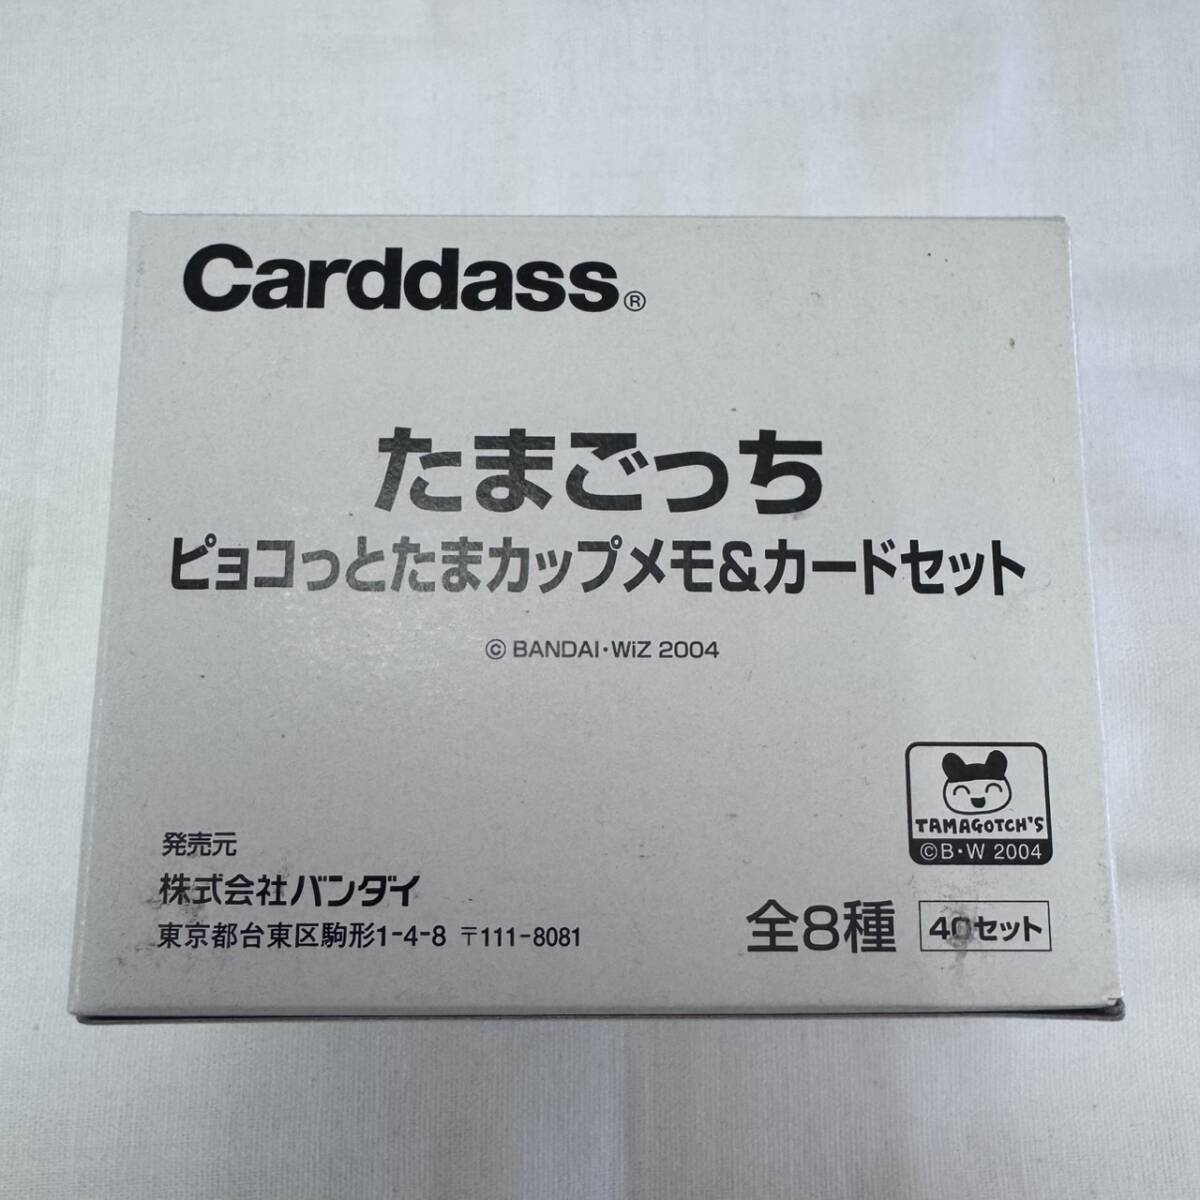 Carddass®
たまごっち
ピョコっとたまカップメモ&カードセット
© BANDAI・WiZ 2004
TAMAGOTCH'S
©B・W 2004
発売元
株式会社バンダイ
東京都台東区駒形1-4-8 〒111-8081
全8種 40セット